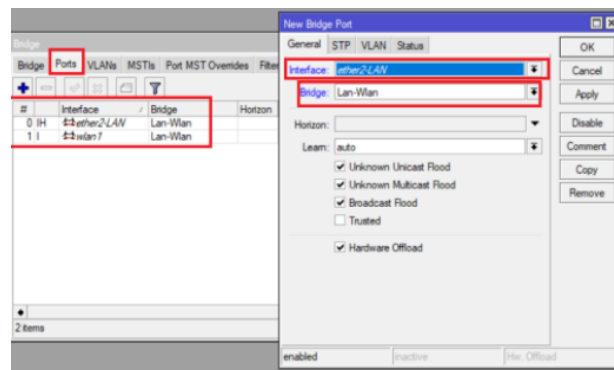 Bridge
Bridge Ports VLANs MSTIs Port MST Overrides Filter
# Interface / Bridge Horizon
0 IH ether2-LAN Lan-Wlan
1 I wlan1 Lan-Wlan
2 items
New Bridge Port
General STP VLAN Status
Interface: ether2-LAN
Bridge: Lan-Wlan
Horizon:
Learn: auto
Unknown Unicast Flood
Unknown Multicast Flood
Broadcast Flood
Trusted
Hardware Offload
enabled inactive Hw. Offload
OK
Cancel
Apply
Disable
Comment
Copy
Remove